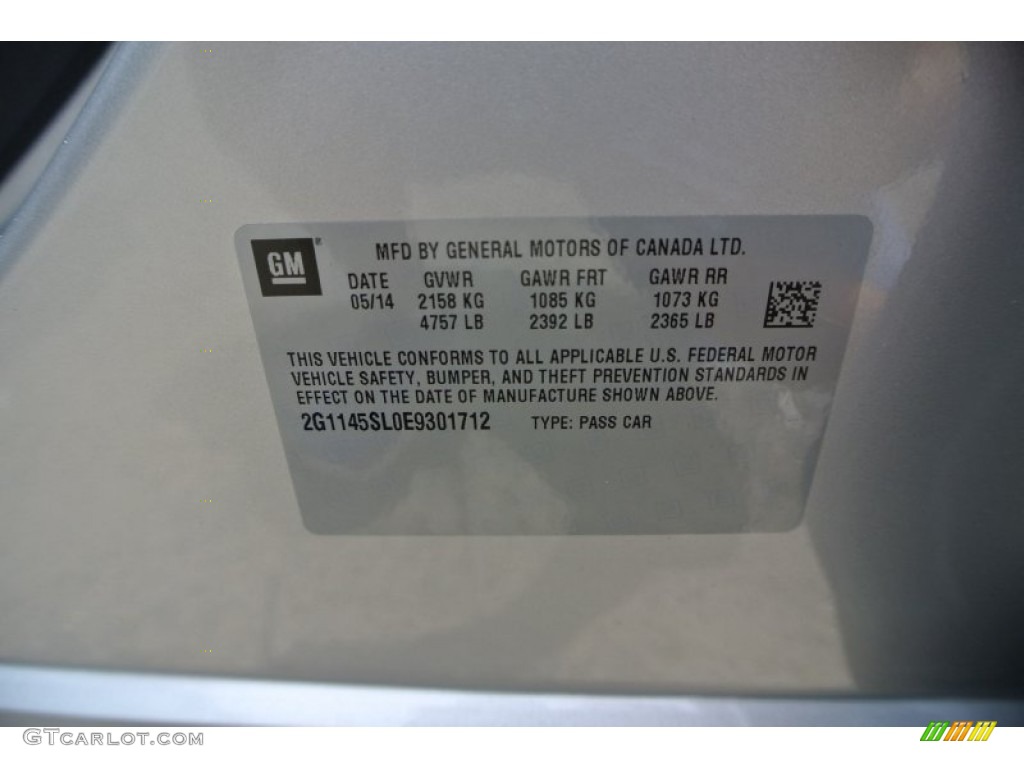 GM®
MFD BY GENERAL MOTORS OF CANADA LTD.
DATE GVWR GAWR FRT GAWR RR
05/14 2158 KG 1085 KG 1073 KG
4757 LB 2392 LB 2365 LB
THIS VEHICLE CONFORMS TO ALL APPLICABLE U.S. FEDERAL MOTOR
VEHICLE SAFETY, BUMPER, AND THEFT PREVENTION STANDARDS IN
EFFECT ON THE DATE OF MANUFACTURE SHOWN ABOVE.
2G1145SL0E9301712 TYPE: PASS CAR
GTCARLOT.COM